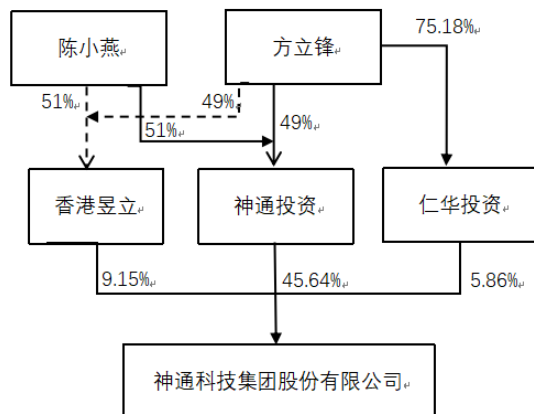 陈小燕
方立锋
75.18%
51%
49%
51%
49%
香港昱立
神通投资
仁华投资
9.15%
45.64%
5.86%
神通科技集团股份有限公司